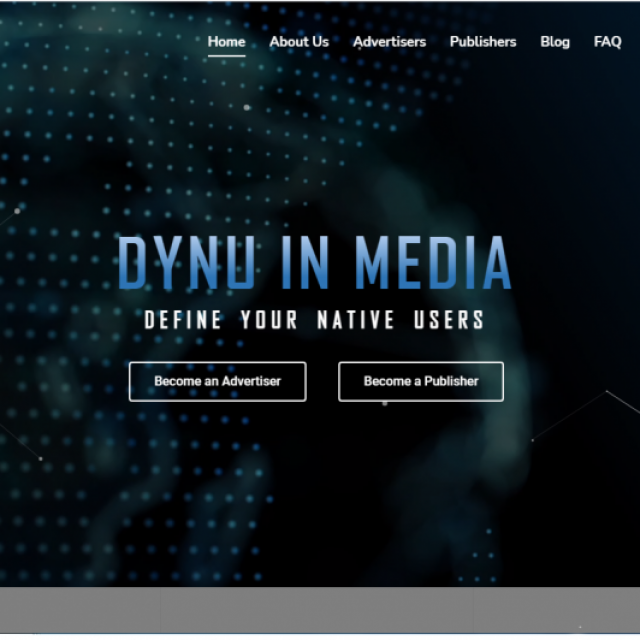 Home About Us Advertisers Publishers Blog FAQ
DYNU IN MEDIA
DEFINE YOUR NATIVE USERS
Become an Advertiser Become a Publisher